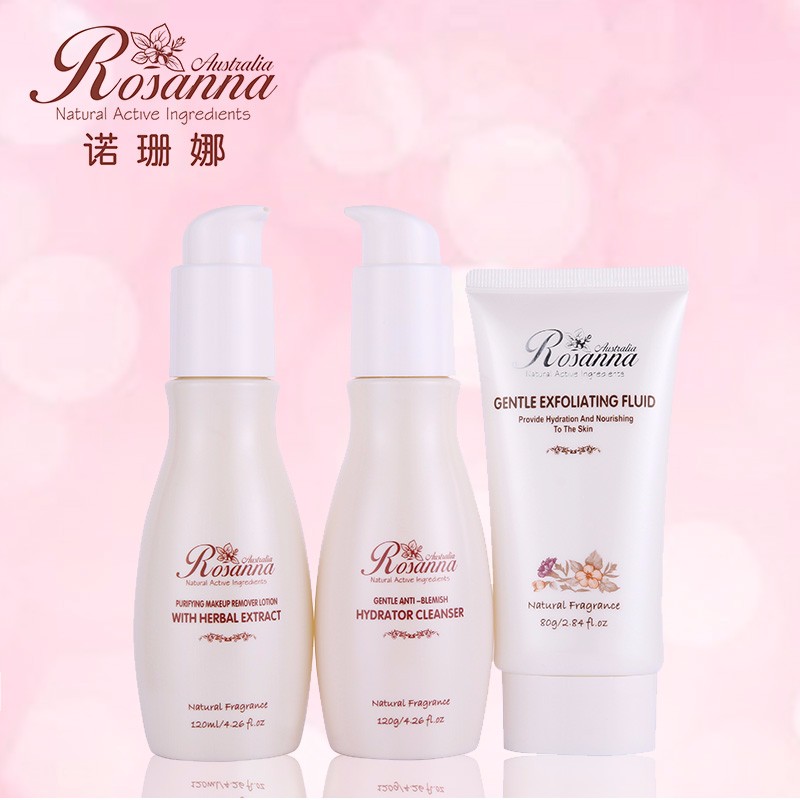 Australia
Rosanna
Natural Active Ingredients
诺珊娜
Australia
Rosanna
Natural Active Ingredients
PURIFYING MAKEUP REMOVER LOTION
WITH HERBAL EXTRACT
Natural Fragrance
120ml/4.26 fl.oz
Australia
Rosanna
Natural Active Ingredients
GENTLE ANTI-BLEMISH
HYDRATOR CLEANSER
Natural Fragrance
120g/4.26 fl.oz
Australia
Rosanna
Natural Active Ingredients
GENTLE EXFOLIATING FLUID
Provide Hydration And Nourishing
To The Skin
Natural Fragrance
80g/2.84 fl.oz